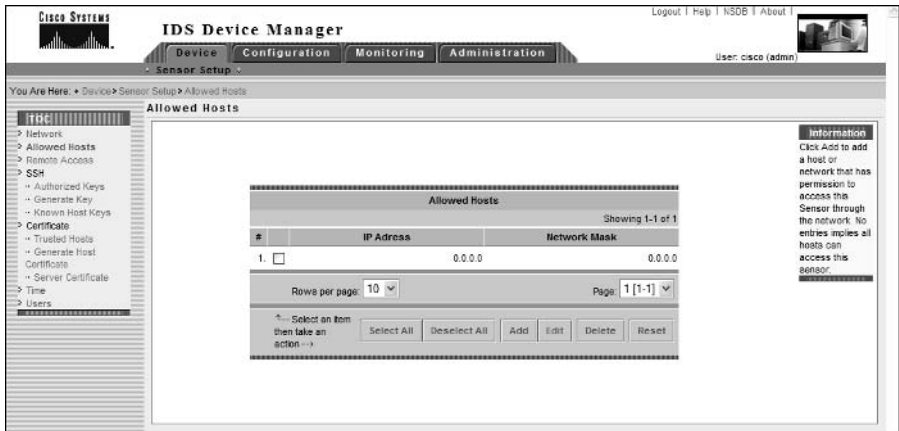 Cisco Systems
IDS Device Manager
Logout | Help | NSDB | About |
Device Configuration Monitoring Administration
User: cisco (admin)
Sensor Setup
You Are Here: Device > Sensor Setup > Allowed Hosts
Allowed Hosts
TOC
Network
Allowed Hosts
Remote Access
SSH
Authorized Keys
Generate Key
Known Host Keys
Certificate
Trusted Hosts
Generate Host
Certificate
Server Certificate
Time
Users
Allowed Hosts
Showing 1-1 of 1
# IP Adress Network Mask
1. 0.0.0.0 0.0.0.0
Rows per page: 10 Page: 1 [1-1]
Select an item
then take an
action -->
Select All Deselect All Add Edit Delete Reset
Information
Click Add to add
a host or
network that has
permission to
access this
Sensor through
the network. No
entries implies all
hosts can
access this
sensor.